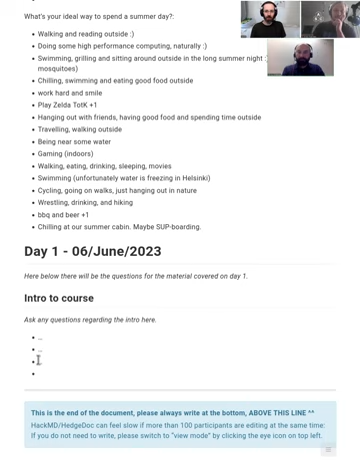 What's your ideal way to spend a summer day?:
Walking and reading outside :)
Doing some high performance computing, naturally :)
Swimming, grilling and sitting around outside in the long summer night
mosquitoes)
Chilling, swimming and eating good food outside
work hard and smile
Play Zelda TotK +1
Hanging out with friends, having good food and spending time outside
Travelling, walking outside
Being near some water
Gaming (indoors)
Walking, eating, drinking, sleeping, movies
Swimming (unfortunately water is freezing in Helsinki)
Cycling, going on walks, just hanging out in nature
Wrestling, drinking, and hiking
bbq and beer +1
Chilling at our summer cabin. Maybe SUP-boarding.
Day 1 - 06/June/2023
Here below there will be the questions for the material covered on day 1.
Intro to course
Ask any questions regarding the intro here.
...
...
This is the end of the document, please always write at the bottom, ABOVE THIS LINE ^^
HackMD/HedgeDoc can feel slow if more than 100 participants are editing at the same time:
If you do not need to write, please switch to "view mode" by clicking the eye icon on top left.